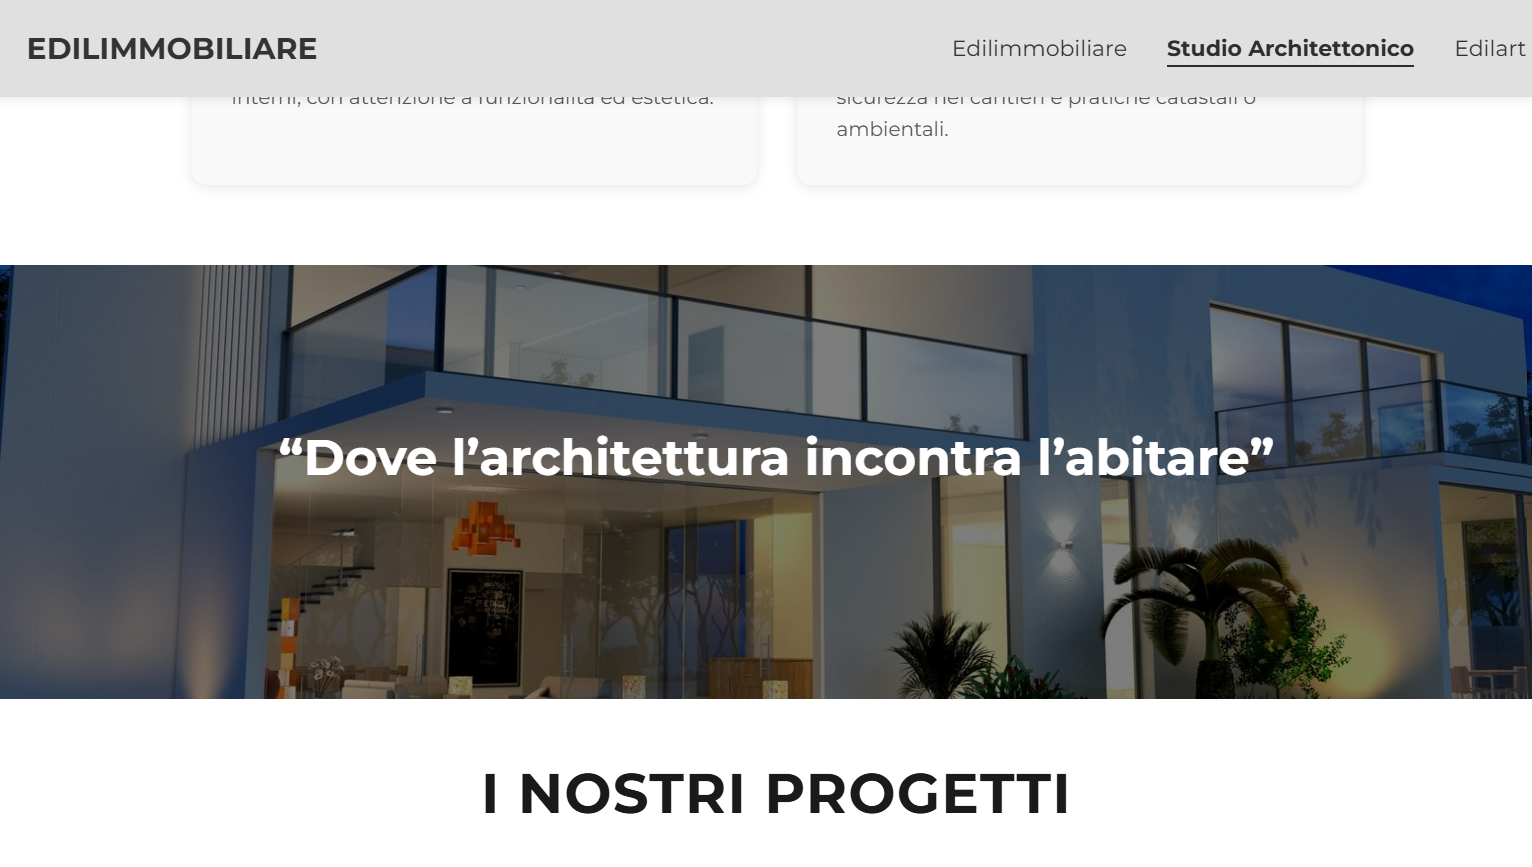 EDILIMMOBILIARE
Edilimmobiliare Studio Architettonico Edilart
interni, con attenzione a funzionalità ed estetica.
sicurezza nei cantieri e pratiche catastali o
ambientali.
“Dove l’architettura incontra l’abitare”
I NOSTRI PROGETTI